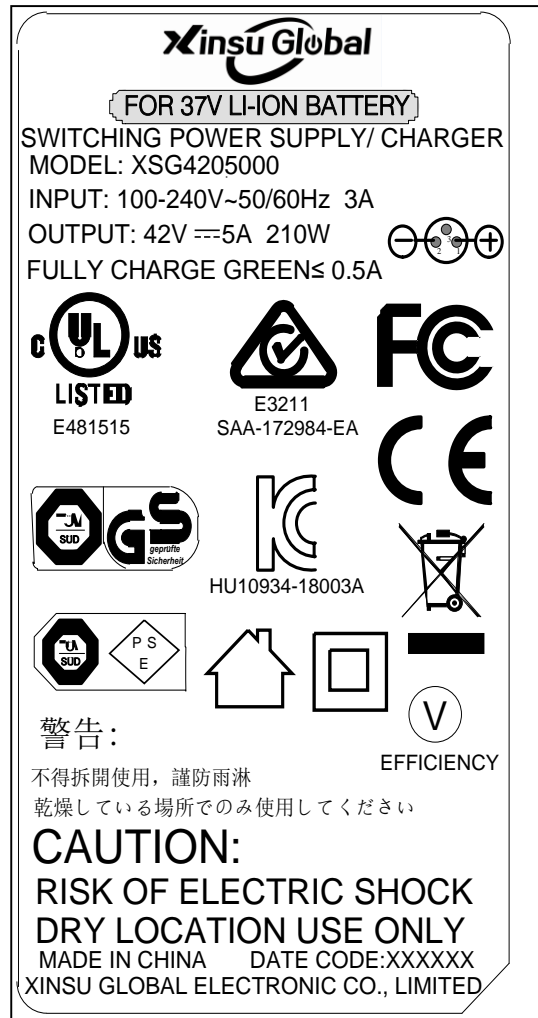 Xinsu Global
FOR 37V LI-ION BATTERY
SWITCHING POWER SUPPLY/ CHARGER
MODEL: XSG4205000
INPUT: 100-240V~50/60Hz 3A
OUTPUT: 42V ⎓5A 210W
3
2 1
FULLY CHARGE GREEN≤ 0.5A
C UL US
LISTED
E481515
E3211
SAA-172984-EA
FC
CE
SUD
GS
geprüfte
Sicherheit
KC
HU10934-18003A
SUD
P S
E
V
EFFICIENCY
警告:
不得拆開使用，謹防雨淋
乾燥している場所でのみ使用してください
CAUTION:
RISK OF ELECTRIC SHOCK
DRY LOCATION USE ONLY
MADE IN CHINA DATE CODE:XXXXXX
XINSU GLOBAL ELECTRONIC CO., LIMITED